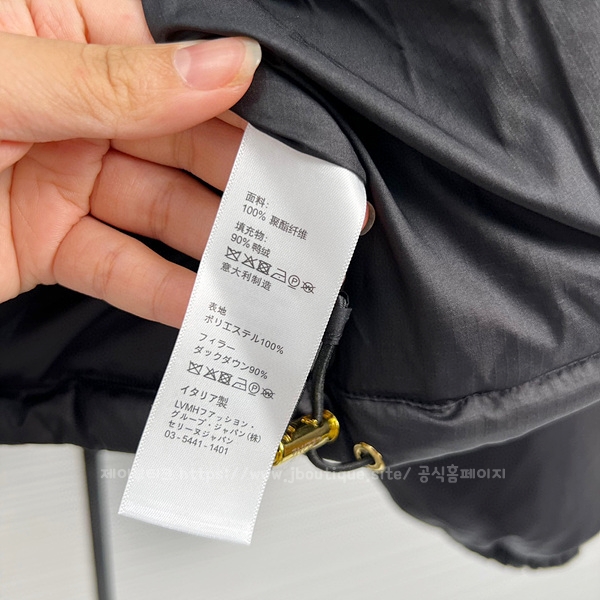 面料:
100% 聚酯纤维
填充物:
90% 鸭绒
意大利制造
表地
ポリエステル100%
フィラー
ダックダウン90%
イタリア製
LVMHファッション・
グループ・ジャパン(株)
セリーヌジャパン
03-5441-1401
https://www.jboutique.site/ 공식홈페이지